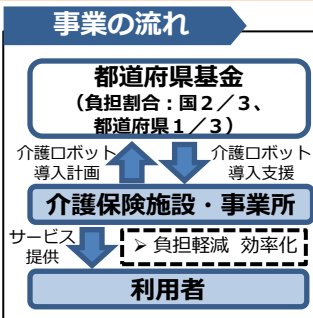 事業の流れ
都道府県基金
(負担割合：国２／３、
都道府県１／３)
介護ロボット
導入計画
介護ロボット
導入支援
介護保険施設・事業所
サービス
提供
➢ 負担軽減 効率化
利用者